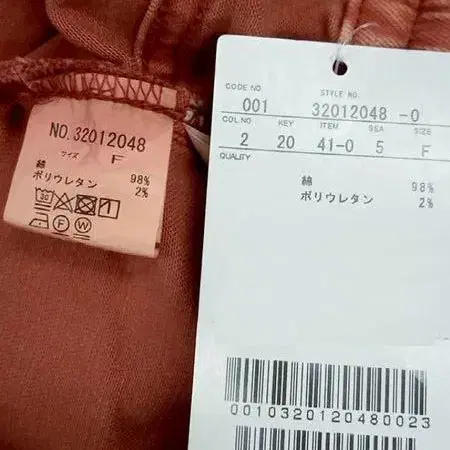 NO. 32012048
サイズ F
綿 98%
ポリウレタン 2%
CODE NO STYLE NO.
001 32012048 -0
COL NO KEY ITEM SEA SIZE
2 20 41-0 5 F
QUALITY
綿 98%
ポリウレタン 2%
0010320120480023